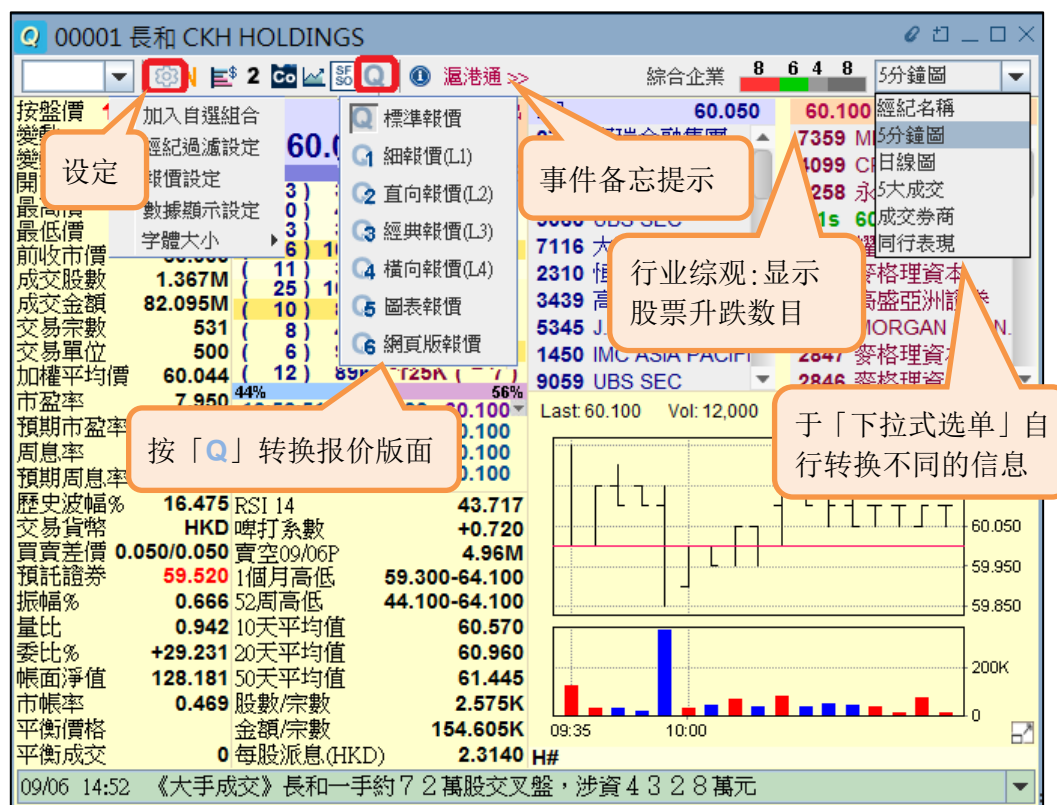 00001 長和 CKH HOLDINGS
2 滬港通 >> 綜合企業 8 6 4 8 5分鐘圖
設定
加入自選組合
經紀過濾設定
報價設定
數據顯示設定
字體大小
標準報價
細報價(L1)
直向報價(L2)
經典報價(L3)
橫向報價(L4)
圖表報價
網頁版報價
經紀名稱
5分鐘圖
日線圖
5大成交
成交券商
同行表現
设定
事件备忘提示
行业综观:显示
股票升跌数目
按「Q」转换报价版面
于「下拉式选单」自
行转换不同的信息
按盤價
最低價
前收市價
成交股數 1.367M
成交金額 82.095M
交易宗數 531
交易單位 500
加權平均價 60.044
市盈率 7.950
預期市盈率
周息率
預期周息率
歷史波幅% 16.475
交易貨幣 HKD
買賣差價 0.050/0.050
預託證券 59.520
振幅% 0.666
量比 0.942
委比% +29.231
帳面淨值 128.181
市帳率 0.469
平衡價格
平衡成交 0
44% 56%
RSI 14 43.717
啤打系數 +0.720
賣空09/06P 4.96M
1個月高低 59.300-64.100
52周高低 44.100-64.100
10天平均值 60.570
20天平均值 60.960
50天平均值 61.445
股數/宗數 2.575K
金額/宗數 154.605K
每股派息(HKD) 2.3140
60.050 60.100
7359
4099
7116
2310
3439
5345
1450 IMC ASIA PACIFI
9059 UBS SEC
2847 麥格理資本
2846 麥格理資
Last:60.100 Vol: 12,000
60.050
59.950
59.850
200K
0
09:35 10:00
H#
09/06 14:52 《大手成交》長和一手約７２萬股交叉盤，涉資４３２８萬元